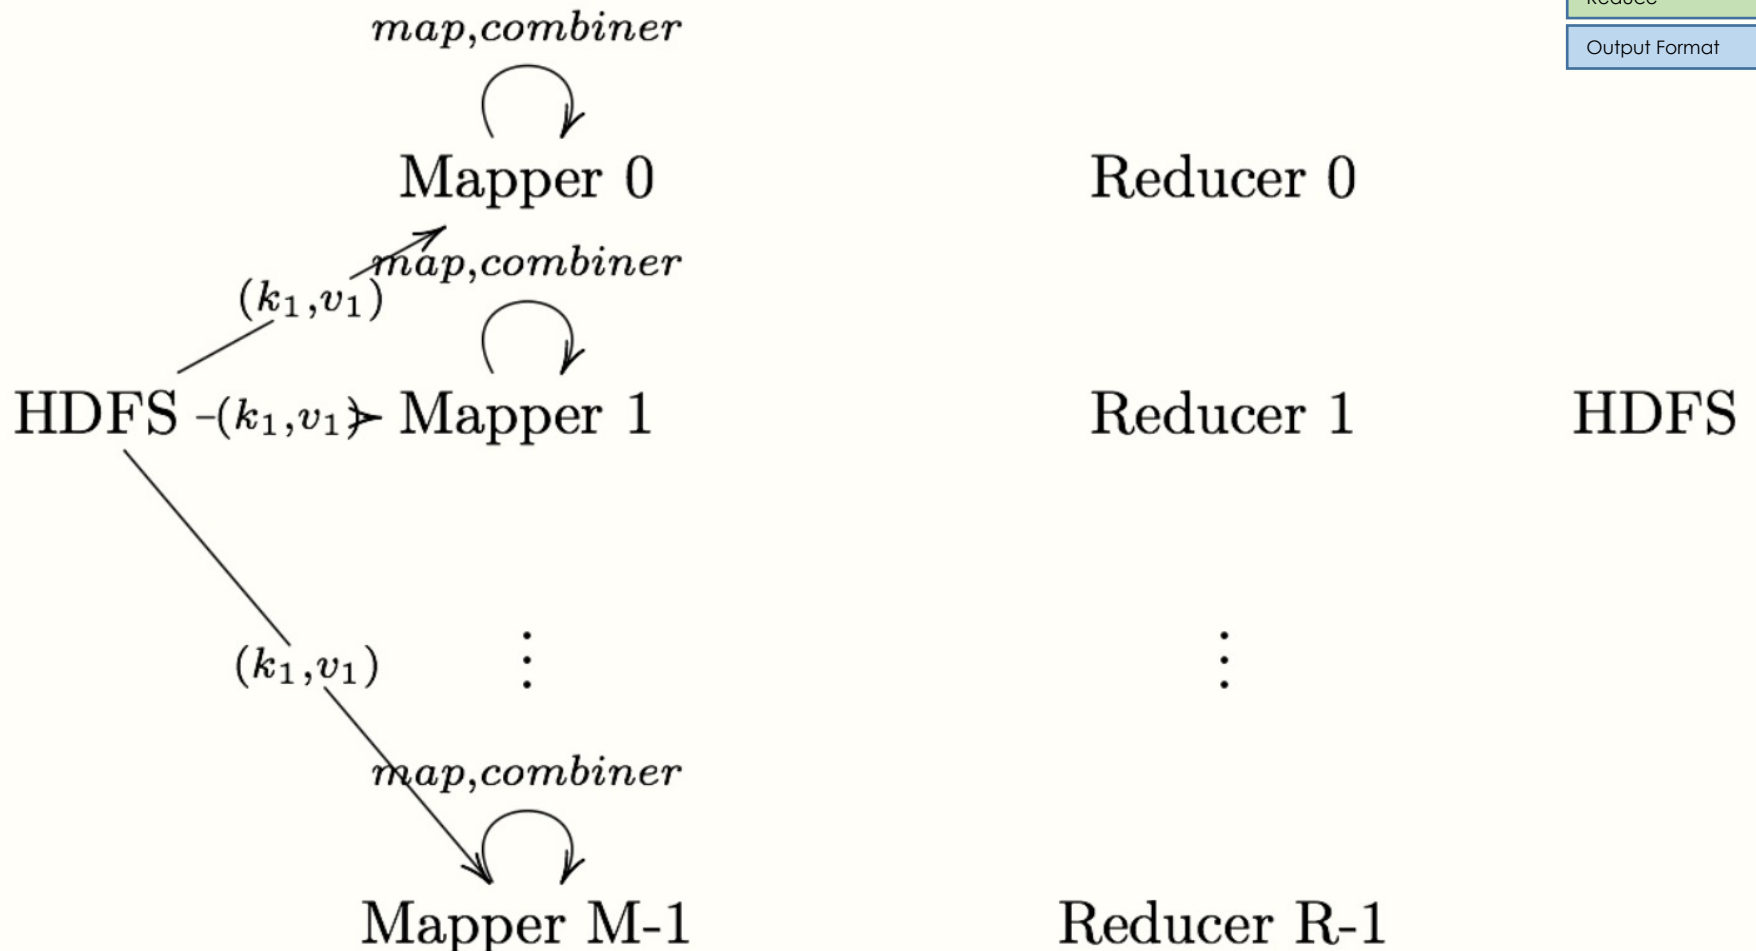 map,combiner
Reduce
Output Format
Mapper 0 Reducer 0
map,combiner
(k₁,v₁)
HDFS (k₁,v₁) Mapper 1 Reducer 1 HDFS
(k₁,v₁) ⋮ ⋮
map,combiner
Mapper M-1 Reducer R-1